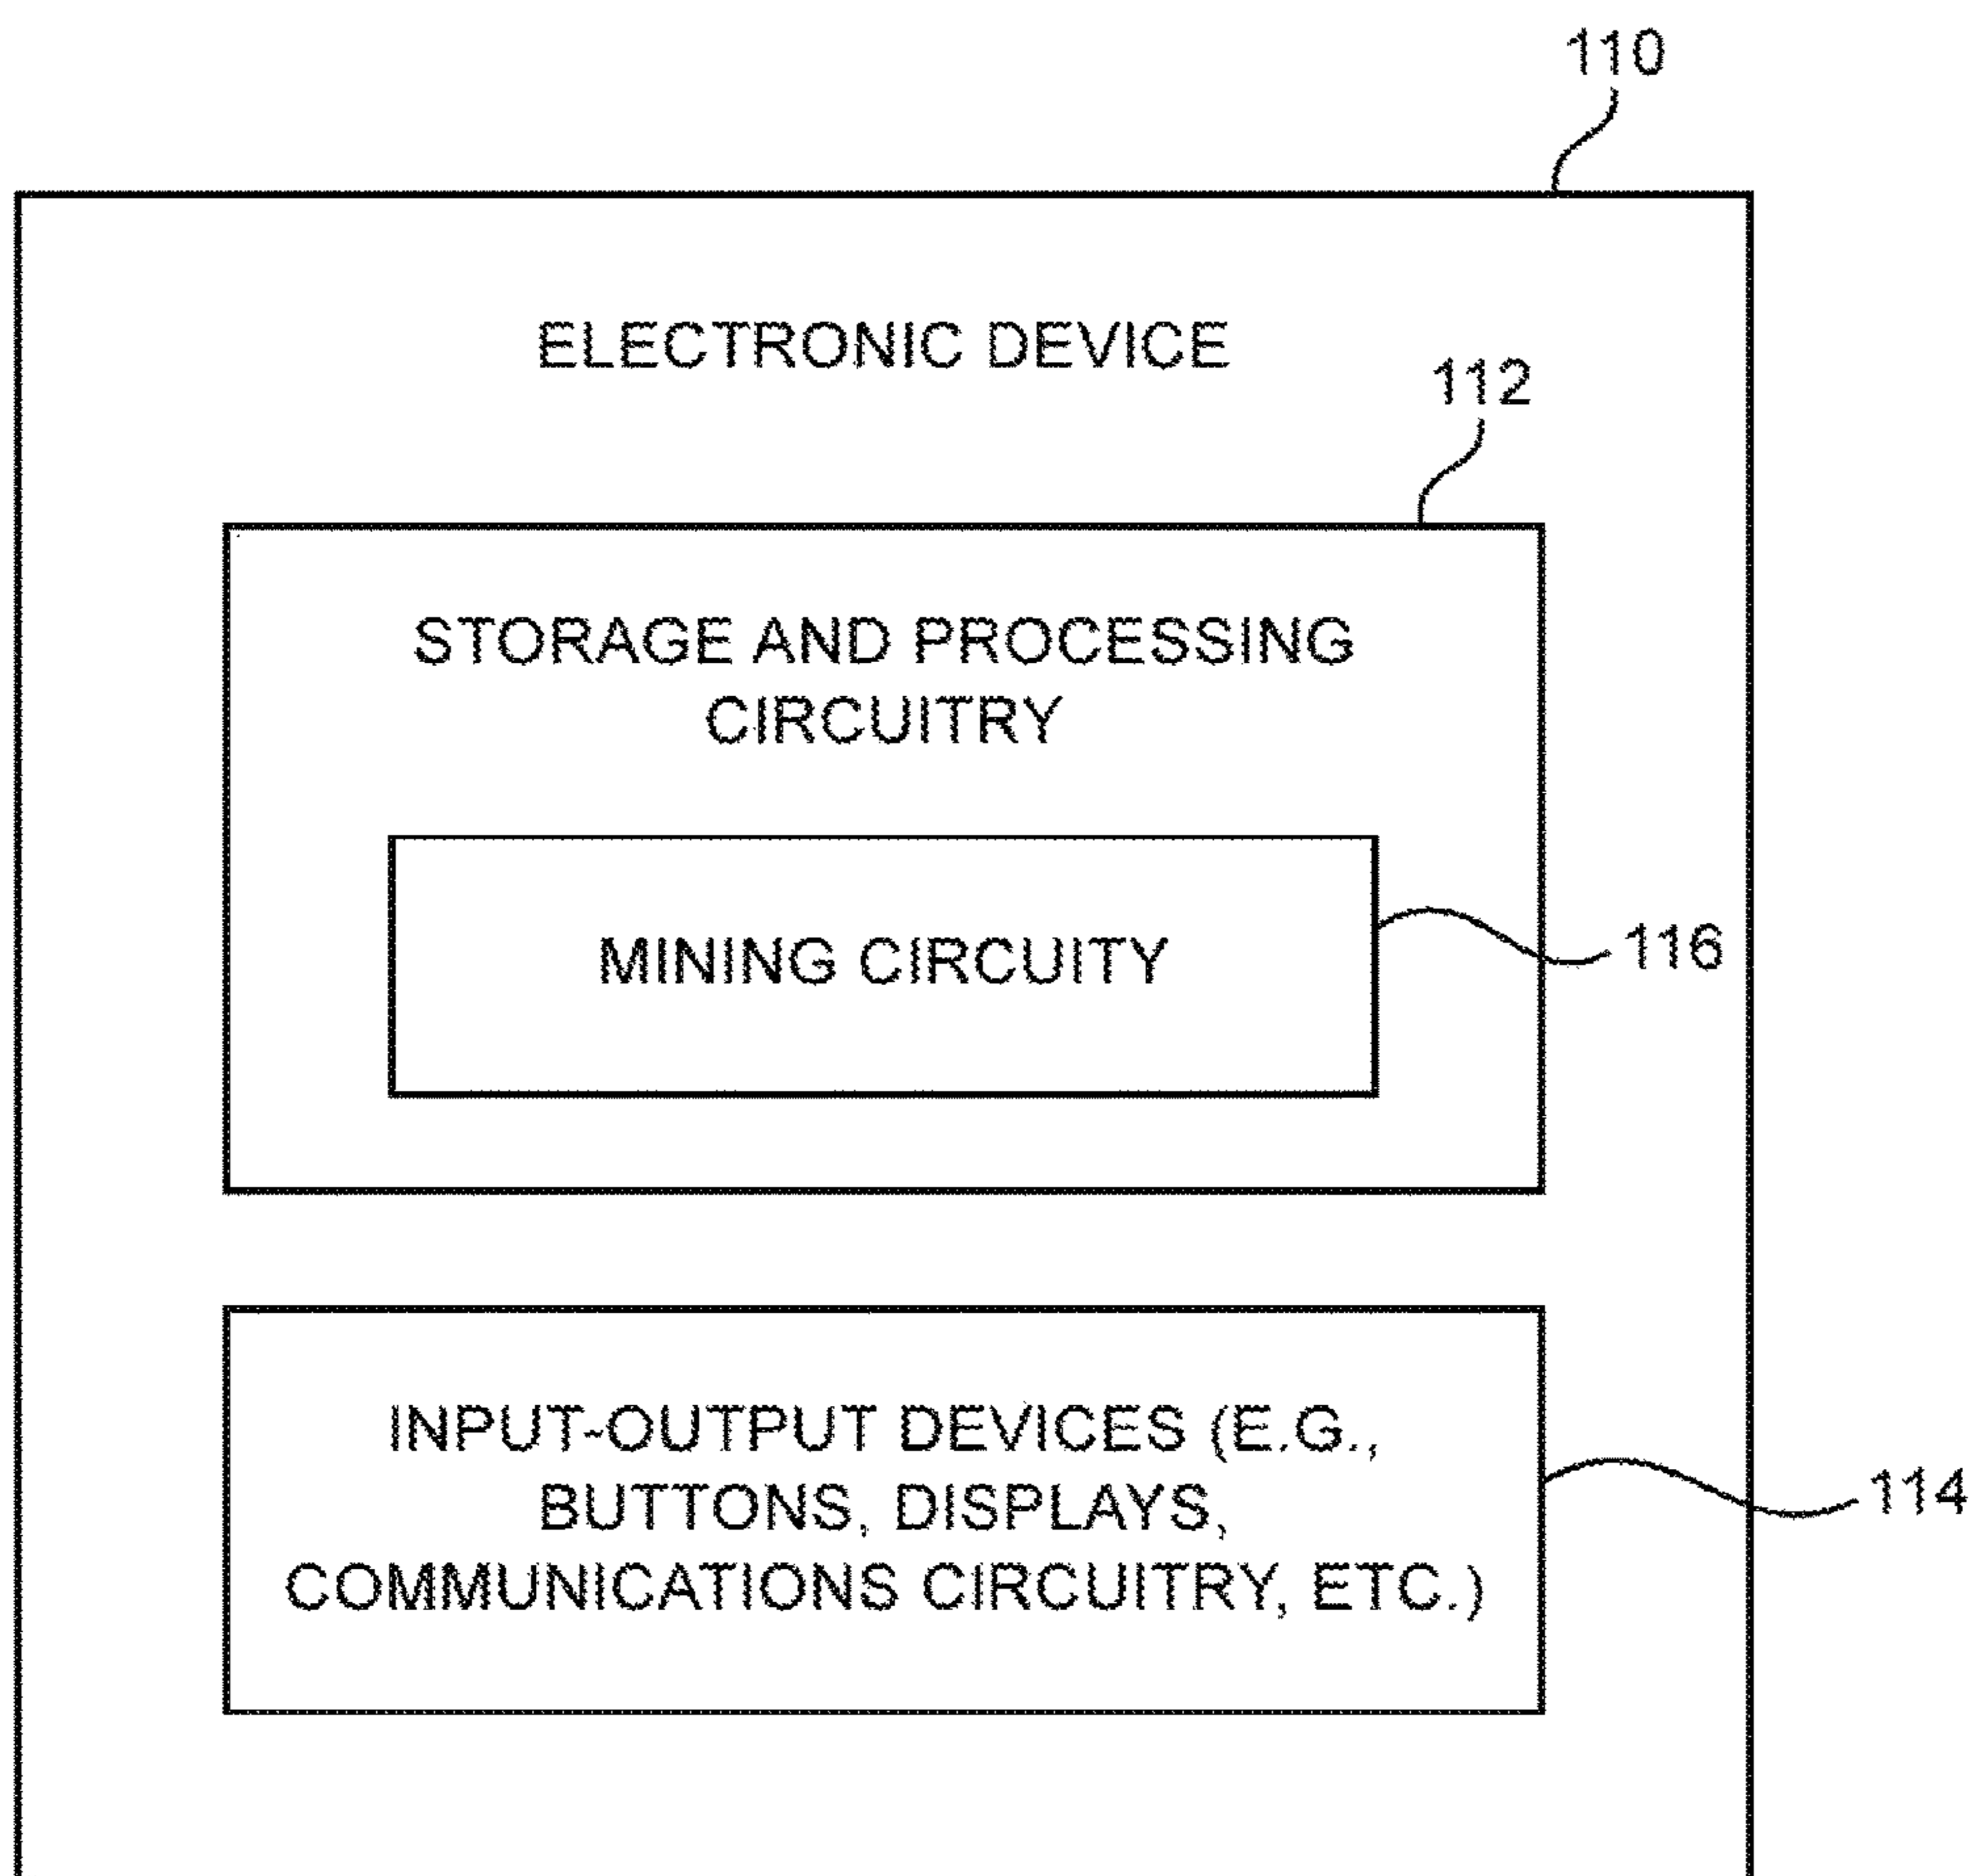 110
ELECTRONIC DEVICE
112
STORAGE AND PROCESSING
CIRCUITRY
MINING CIRCUITY
116
INPUT-OUTPUT DEVICES (E.G.,
BUTTONS, DISPLAYS,
COMMUNICATIONS CIRCUITRY, ETC.)
114